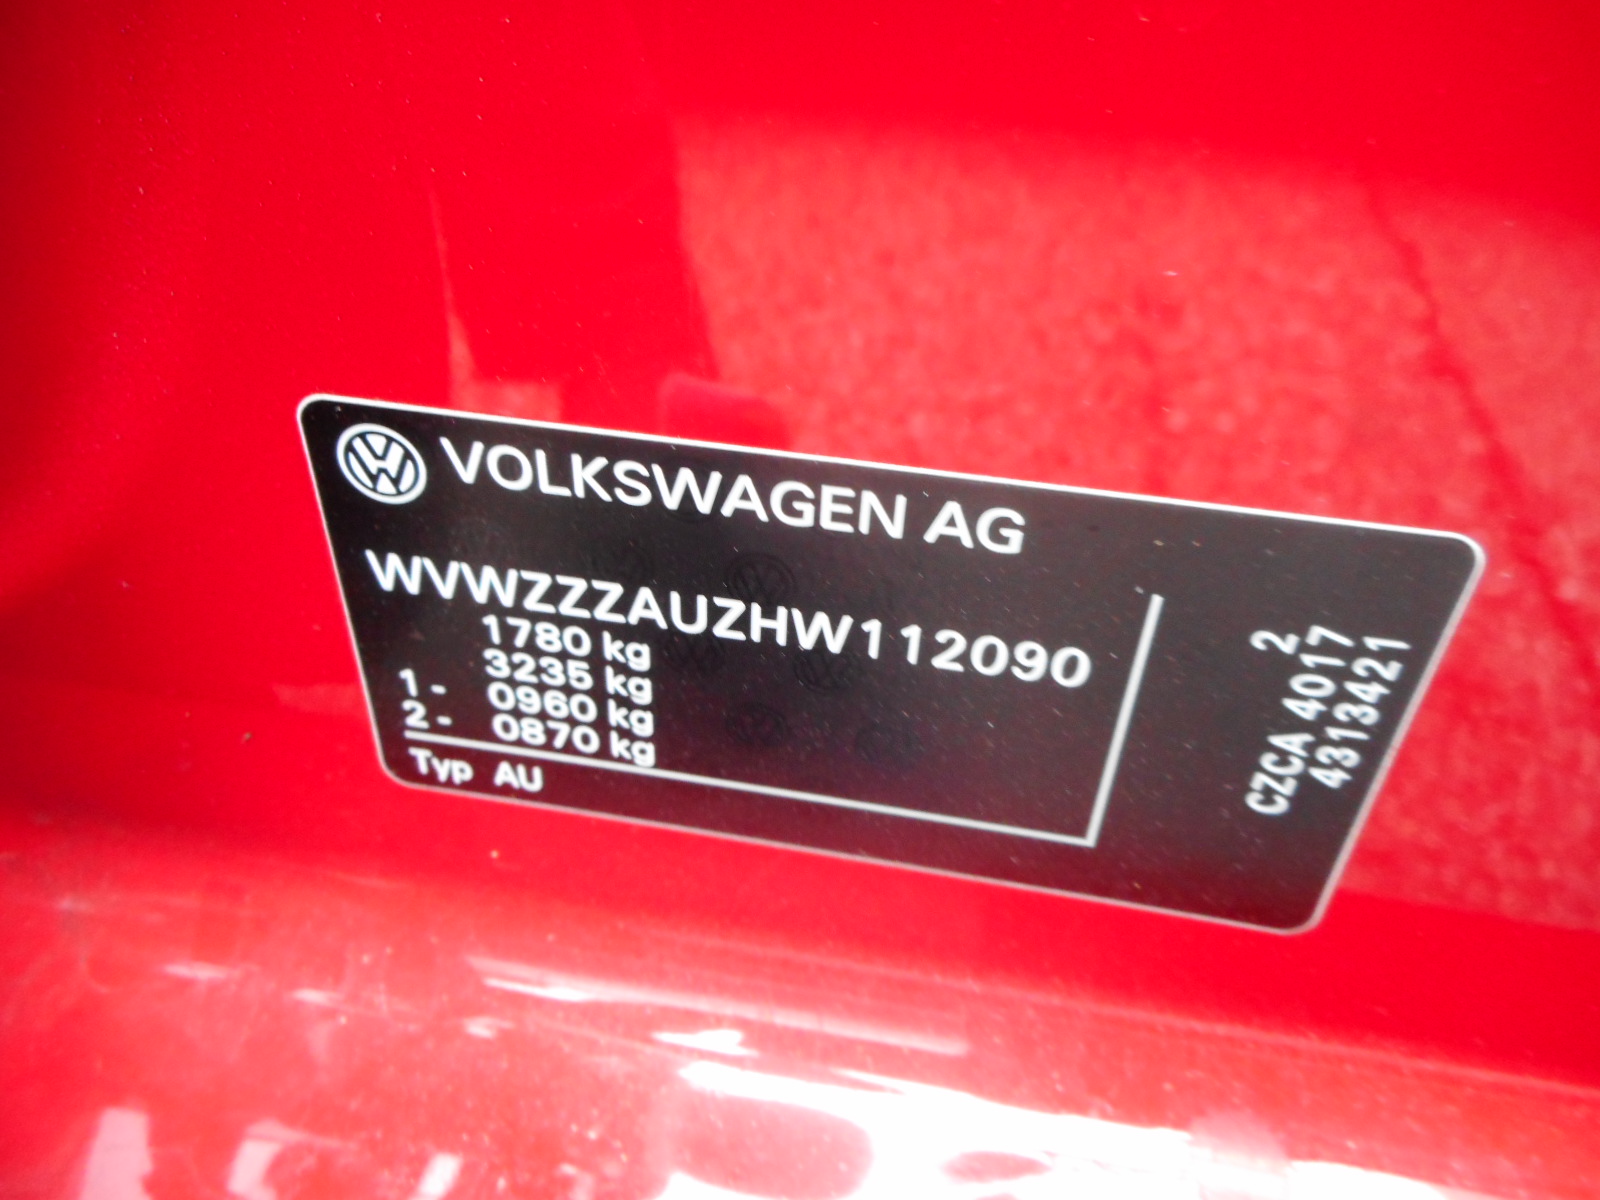 VOLKSWAGEN AG
WVWZZZAUZHW112090
1780 kg
3235 kg
1 - 0960 kg
2 - 0870 kg
Typ AU
2
CZCA 4017
4313421